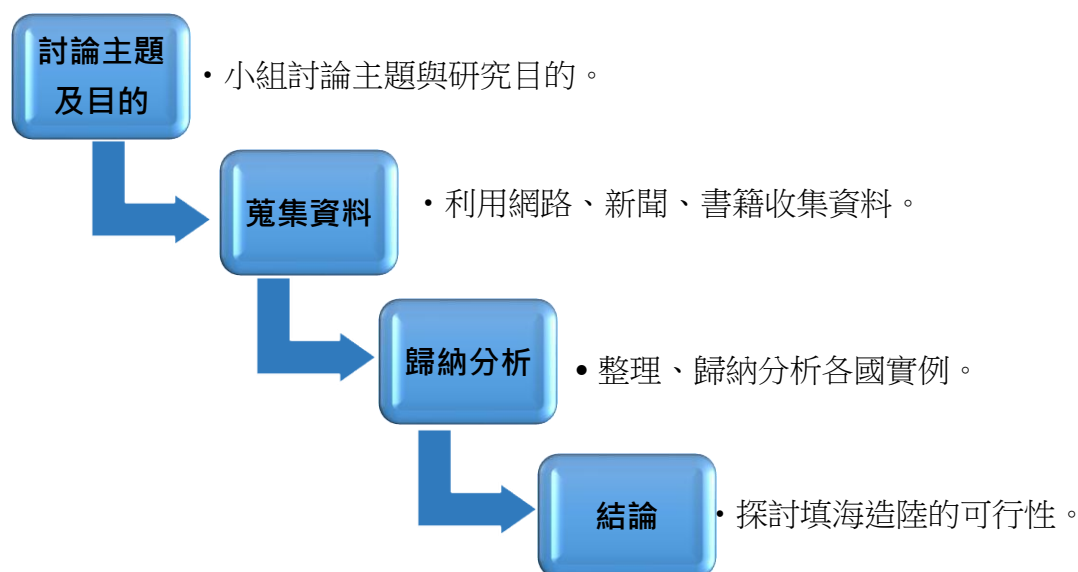 討論主題
及目的
・小組討論主題與研究目的。
蒐集資料
・利用網路、新聞、書籍收集資料。
歸納分析
•整理、歸納分析各國實例。
結論
・探討填海造陸的可行性。